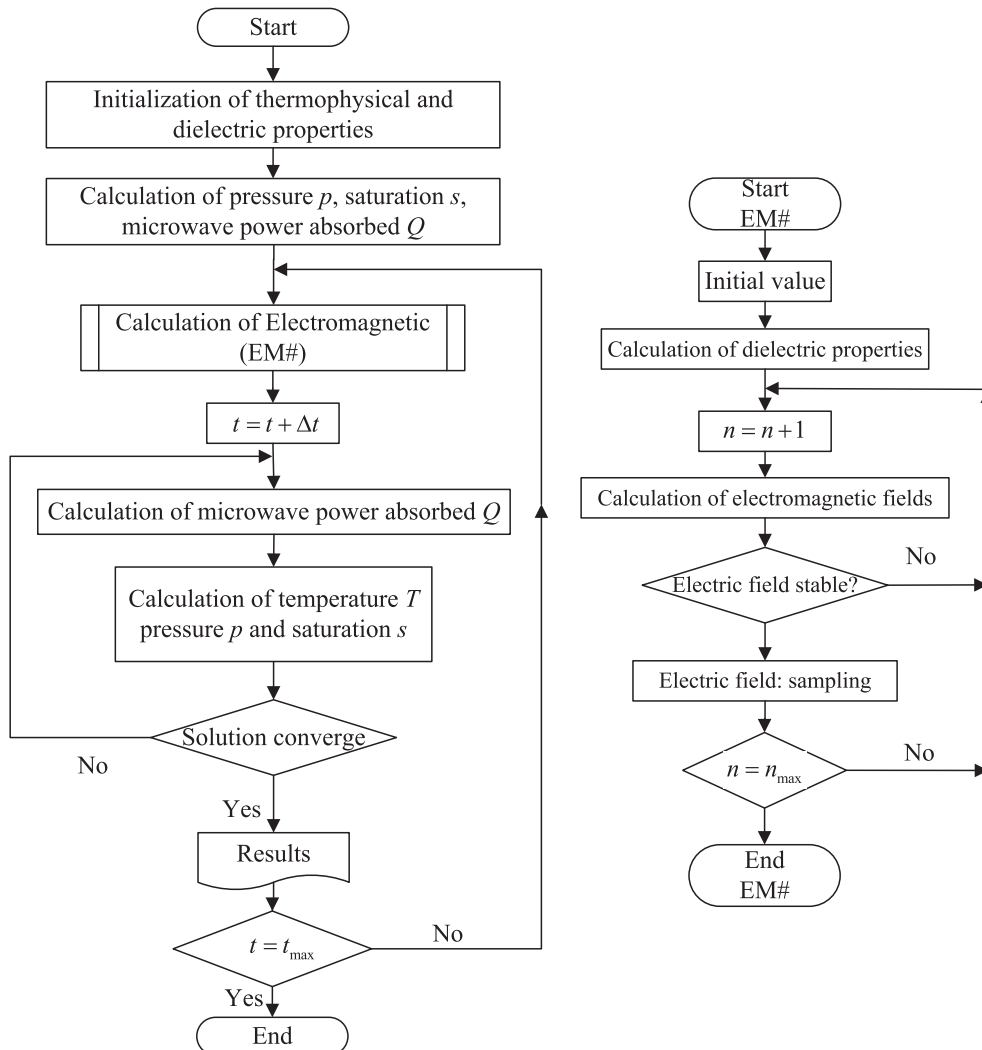 Start
Initialization of thermophysical and
dielectric properties
Calculation of pressure p, saturation s,
microwave power absorbed Q
Calculation of Electromagnetic
(EM#)
t = t + Δt
Calculation of microwave power absorbed Q
Calculation of temperature T
pressure p and saturation s
Solution converge
No
Yes
Results
t = tmax
No
Yes
End
Start
EM#
Initial value
Calculation of dielectric properties
n = n+1
Calculation of electromagnetic fields
Electric field stable?
No
Electric field: sampling
n = nmax
No
End
EM#